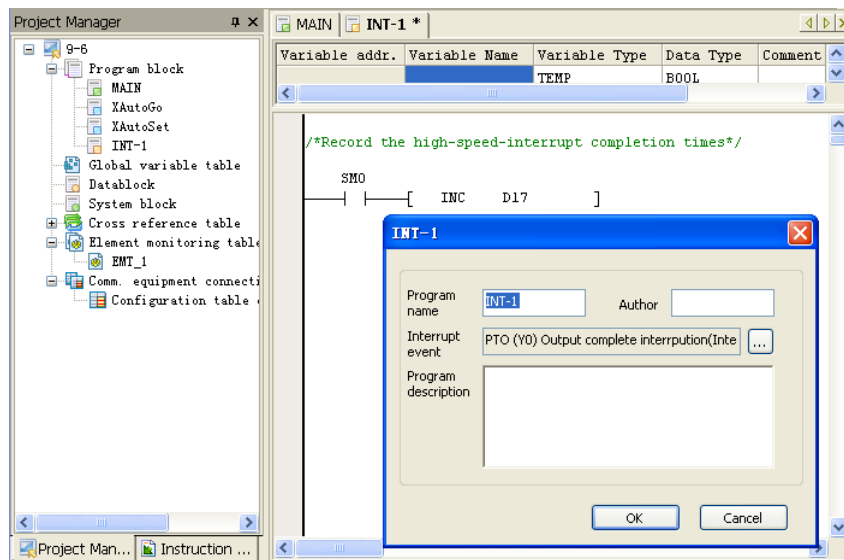 Project Manager
9-6
Program block
MAIN
XAutoGo
XAutoSet
INT-1
Global variable table
Datablock
System block
Cross reference table
Element monitoring table
EMT_1
Comm. equipment connecti
Configuration table
Project Man...
Instruction ...
MAIN
INT-1 *
Variable addr. Variable Name Variable Type Data Type Comment
TEMP BOOL
/*Record the high-speed-interrupt completion times*/
SM0
[ INC D17 ]
INT-1
Program name INT-1 Author
Interrupt event PTO (Y0) Output complete interrpution(Inte ...
Program description
OK Cancel